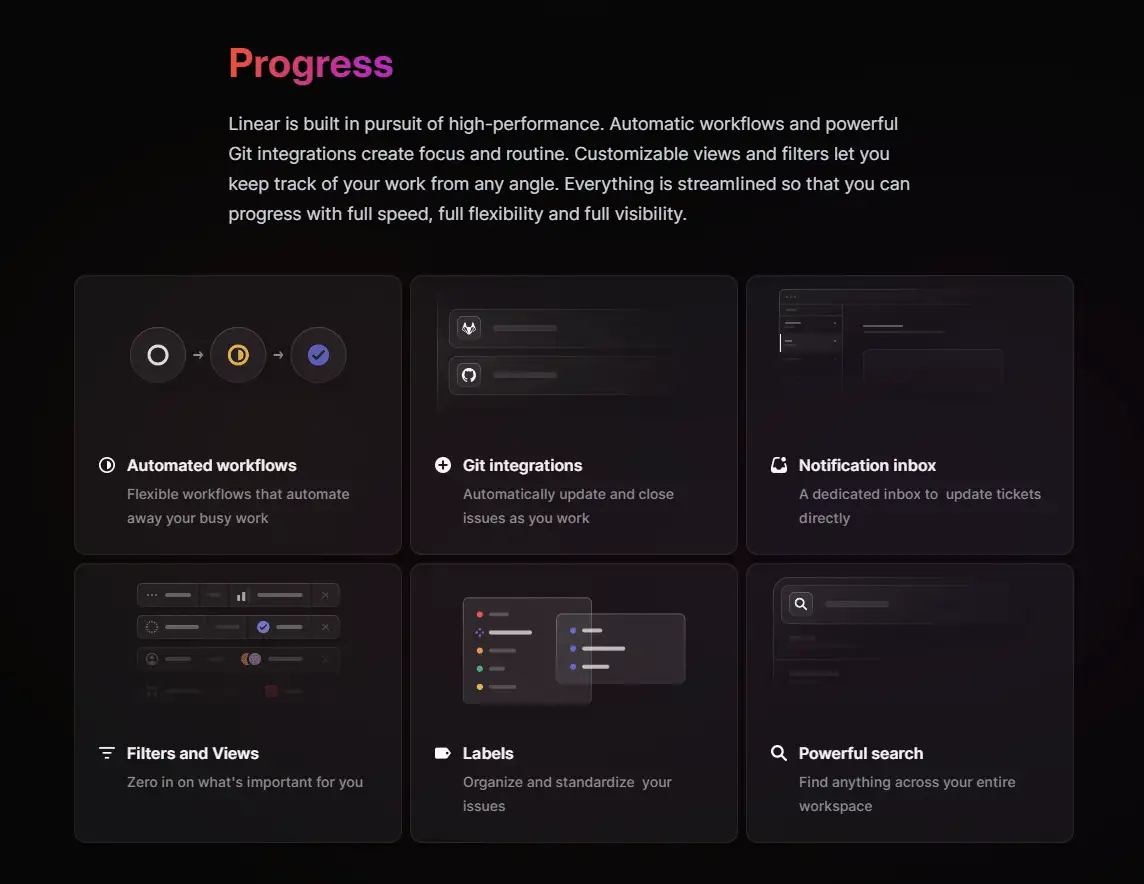 Progress
Linear is built in pursuit of high-performance. Automatic workflows and powerful
Git integrations create focus and routine. Customizable views and filters let you
keep track of your work from any angle. Everything is streamlined so that you can
progress with full speed, full flexibility and full visibility.
Automated workflows
Flexible workflows that automate
away your busy work
Git integrations
Automatically update and close
issues as you work
Notification inbox
A dedicated inbox to  update tickets
directly
Filters and Views
Zero in on what's important for you
Labels
Organize and standardize  your
issues
Powerful search
Find anything across your entire
workspace